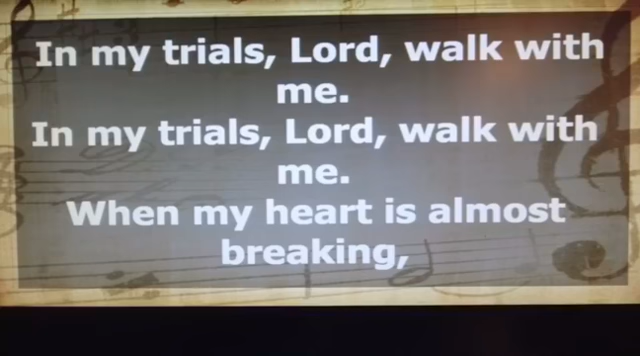 In my trials, Lord, walk with
me.
In my trials, Lord, walk with
me.
When my heart is almost
breaking,